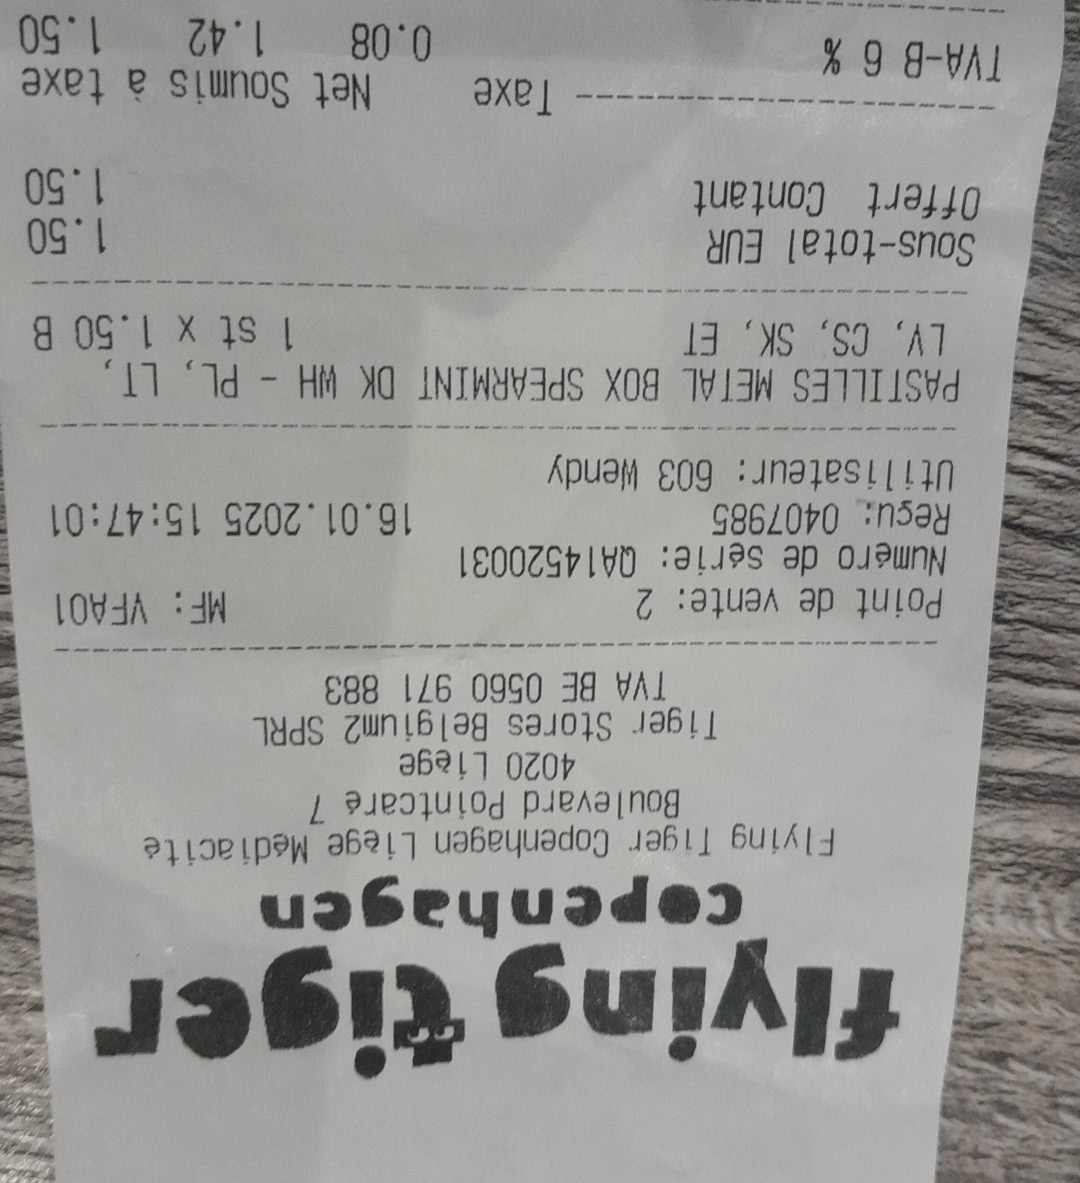 flying tiger
copenhagen
Flying Tiger Copenhagen Liège Médiacité
Boulevard Pointcaré 7
4020 Liège
Tiger Stores Belgium2 SPRL
TVA BE 0560 971 883
Point de vente: 2 MF: VFA01
Numéro de série: QA14520031
Reçu: 0407985 16.01.2025 15:47:01
Utilisateur: 603 Wendy
PASTILLES METAL BOX SPEARMINT DK WH - PL, LT,
LV, CS, SK, ET 1 st x 1.50 B
Sous-total EUR 1.50
Offert Contant 1.50
Taxe Net Soumis à taxe
TVA-B 6 % 0.08 1.42 1.50